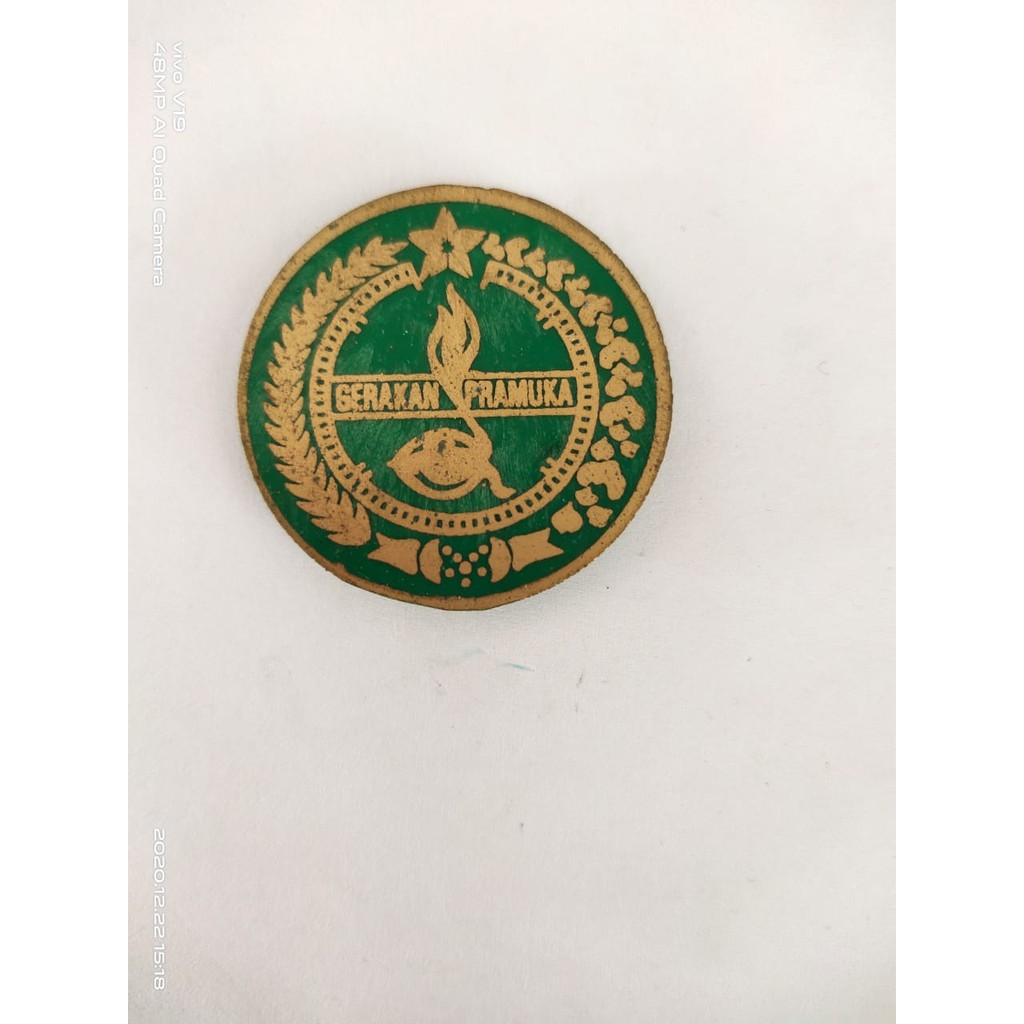 GERAKAN PRAMUKA
vivo V19
48MP AI Quad Camera
2020.12.22 15:18